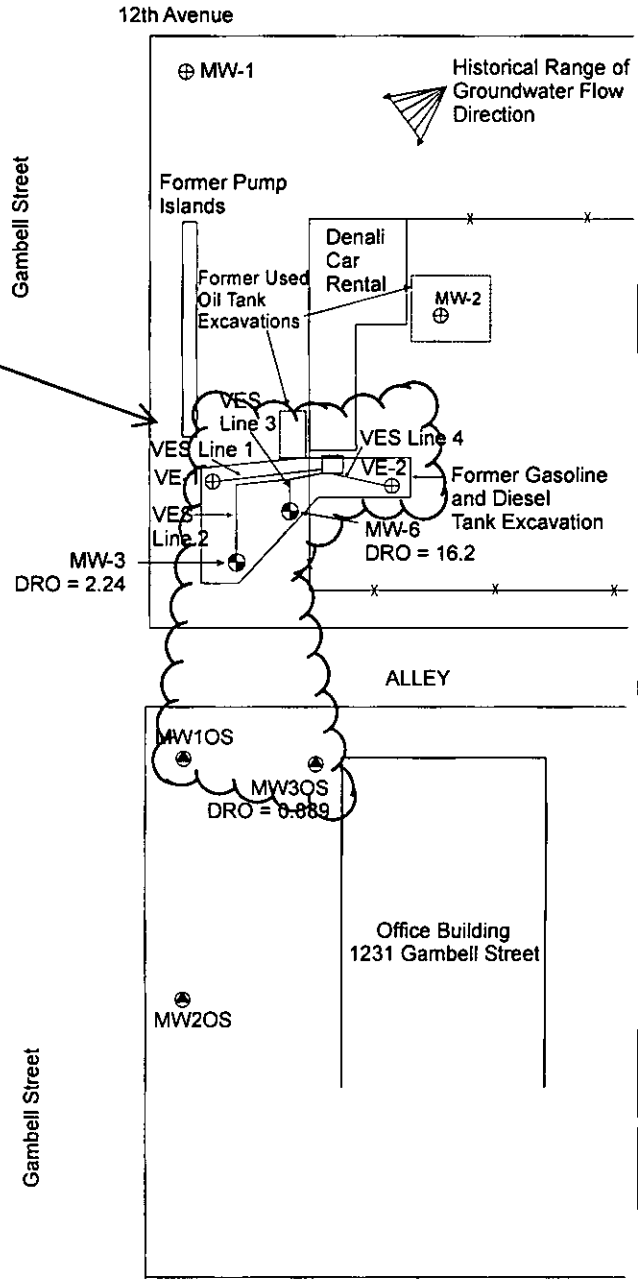 12th Avenue
MW-1
Historical Range of
Groundwater Flow
Direction
Gambell Street
Former Pump
Islands
Denali
Car
Rental
Former Used
Oil Tank
Excavations
MW-2
VES
Line 3
VES Line 1
VES Line 4
VE-1
VE-2
Former Gasoline
and Diesel
Tank Excavation
VES
Line 2
MW-6
DRO = 16.2
MW-3
DRO = 2.24
ALLEY
MW1OS
MW3OS
DRO = 0.889
Office Building
1231 Gambell Street
MW2OS
Gambell Street